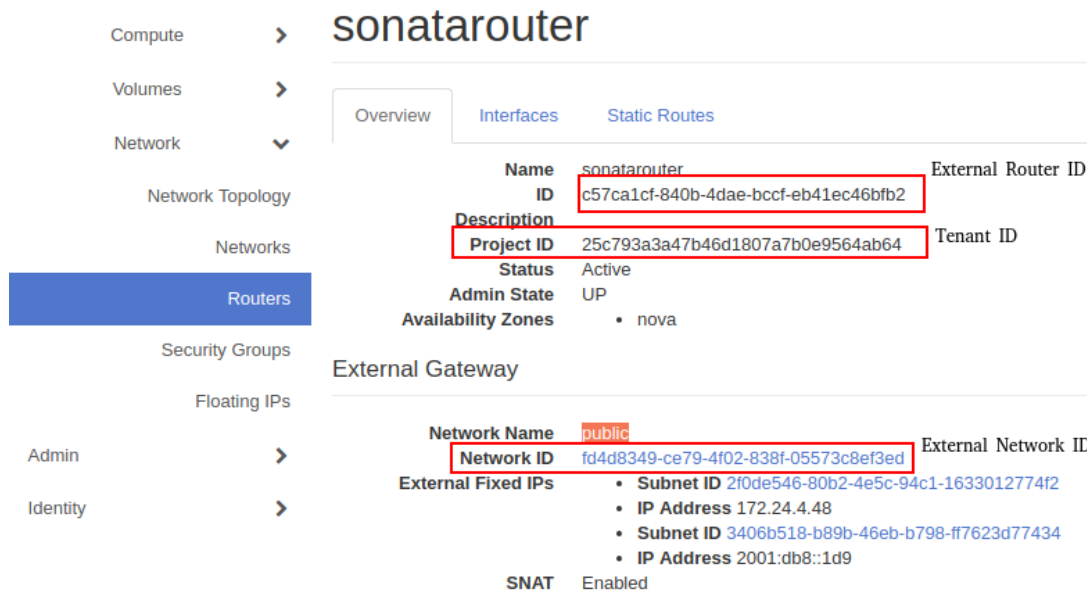 Compute
Volumes
Network
Network Topology
Networks
Routers
Security Groups
Floating IPs
Admin
Identity
sonatarouter
Overview Interfaces Static Routes
Name sonatarouter External Router ID
ID c57ca1cf-840b-4dae-bccf-eb41ec46bfb2
Description
Project ID 25c793a3a47b46d1807a7b0e9564ab64 Tenant ID
Status Active
Admin State UP
Availability Zones • nova
External Gateway
Network Name public
Network ID fd4d8349-ce79-4f02-838f-05573c8ef3ed External Network ID
External Fixed IPs • Subnet ID 2f0de546-80b2-4e5c-94c1-1633012774f2
• IP Address 172.24.4.48
• Subnet ID 3406b518-b89b-46eb-b798-ff7623d77434
• IP Address 2001:db8::1d9
SNAT Enabled